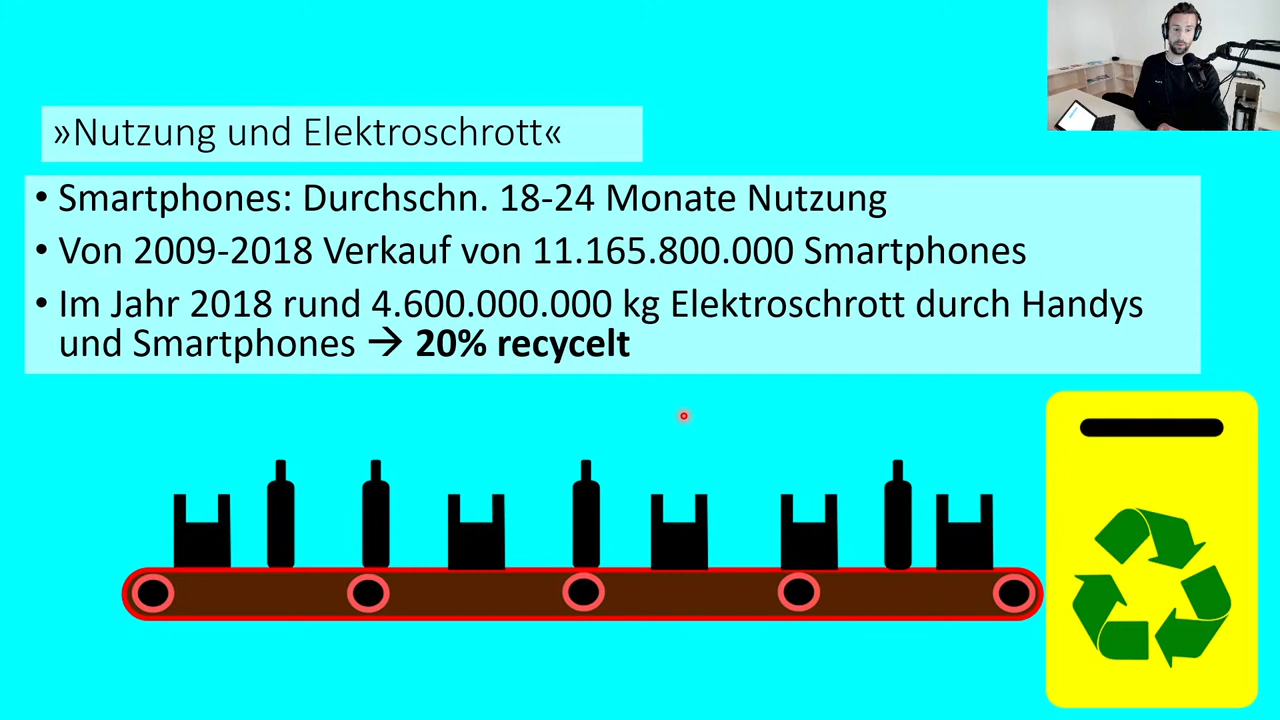 »Nutzung und Elektroschrott«
• Smartphones: Durchschn. 18-24 Monate Nutzung
• Von 2009-2018 Verkauf von 11.165.800.000 Smartphones
• Im Jahr 2018 rund 4.600.000.000 kg Elektroschrott durch Handys
und Smartphones → 20% recycelt